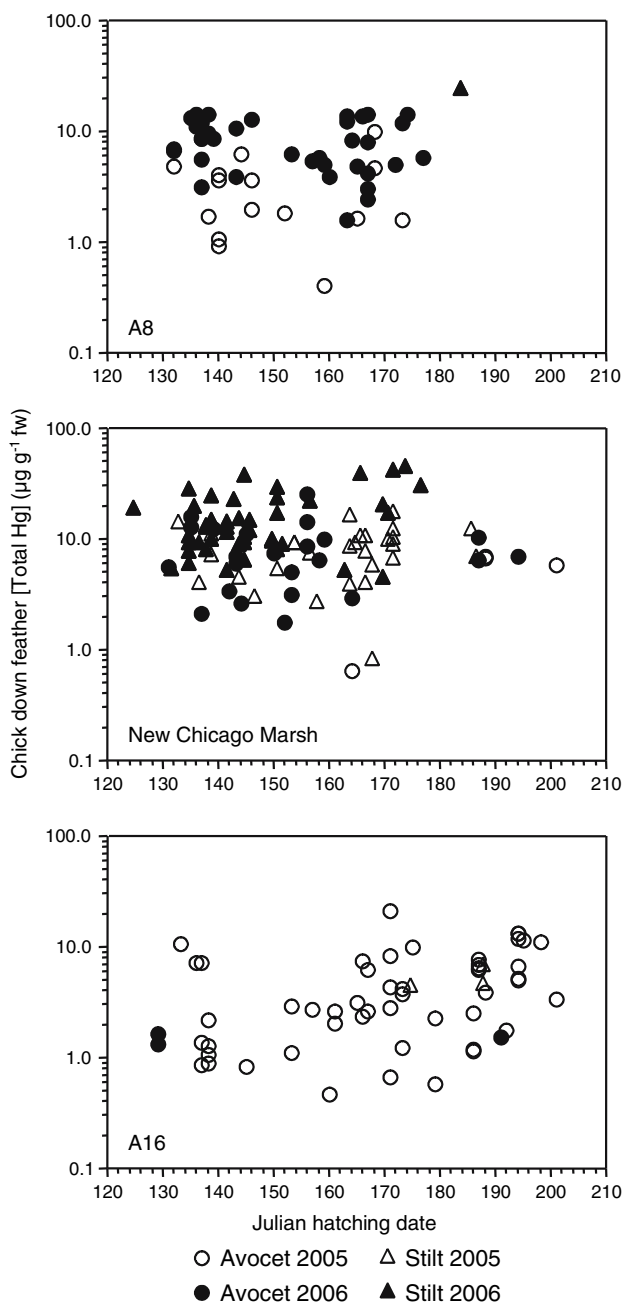 100.0
10.0
1.0
0.1
A8
120 130 140 150 160 170 180 190 200 210
Chick down feather [Total Hg] (µg g⁻¹ fw)
100.0
10.0
1.0
0.1
New Chicago Marsh
120 130 140 150 160 170 180 190 200 210
100.0
10.0
1.0
0.1
A16
120 130 140 150 160 170 180 190 200 210
Julian hatching date
Avocet 2005 Stilt 2005
Avocet 2006 Stilt 2006